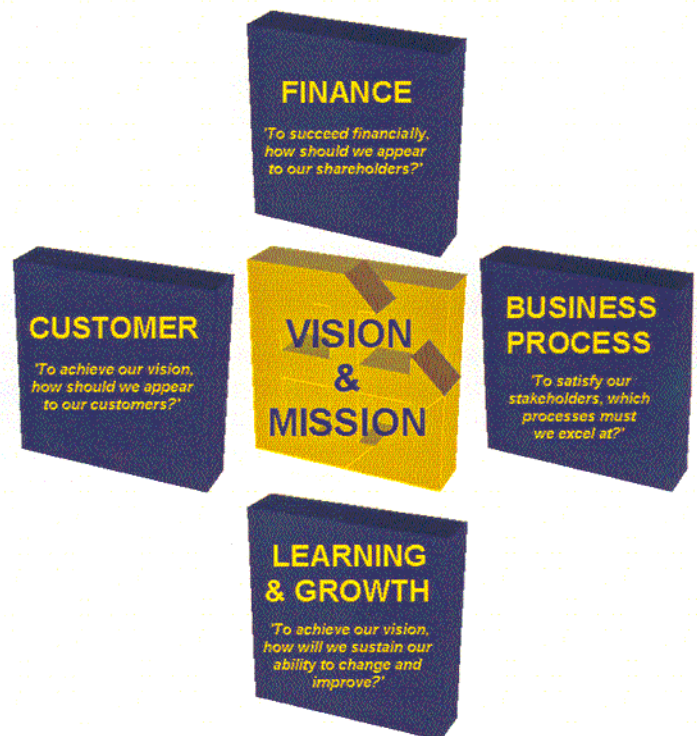 FINANCE
'To succeed financially,
how should we appear
to our shareholders?'
CUSTOMER
'To achieve our vision,
how should we appear
to our customers?'
VISION
&
MISSION
BUSINESS
PROCESS
'To satisfy our
stakeholders, which
processes must
we excel at?'
LEARNING
& GROWTH
'To achieve our vision,
how will we sustain our
ability to change and
improve?'